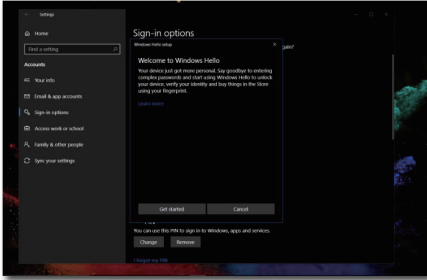 Settings
Home
Find a setting
Accounts
Your info
Email & app accounts
Sign-in options
Access work or school
Family & other people
Sync your settings
Sign-in options
again?
Windows Hello setup
Welcome to Windows Hello
Your device just got more personal. Say goodbye to entering
complex passwords and start using Windows Hello to unlock
your device, verify your identity and buy things in the Store
using your fingerprint.
Learn more
Get started
Cancel
You can use this PIN to sign in to Windows, apps and services.
Change
Remove
I forgot my PIN